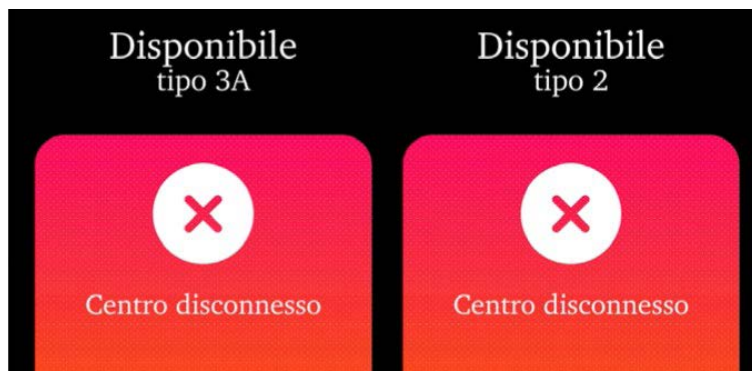 Disponibile
tipo 3A
Disponibile
tipo 2
Centro disconnesso
Centro disconnesso